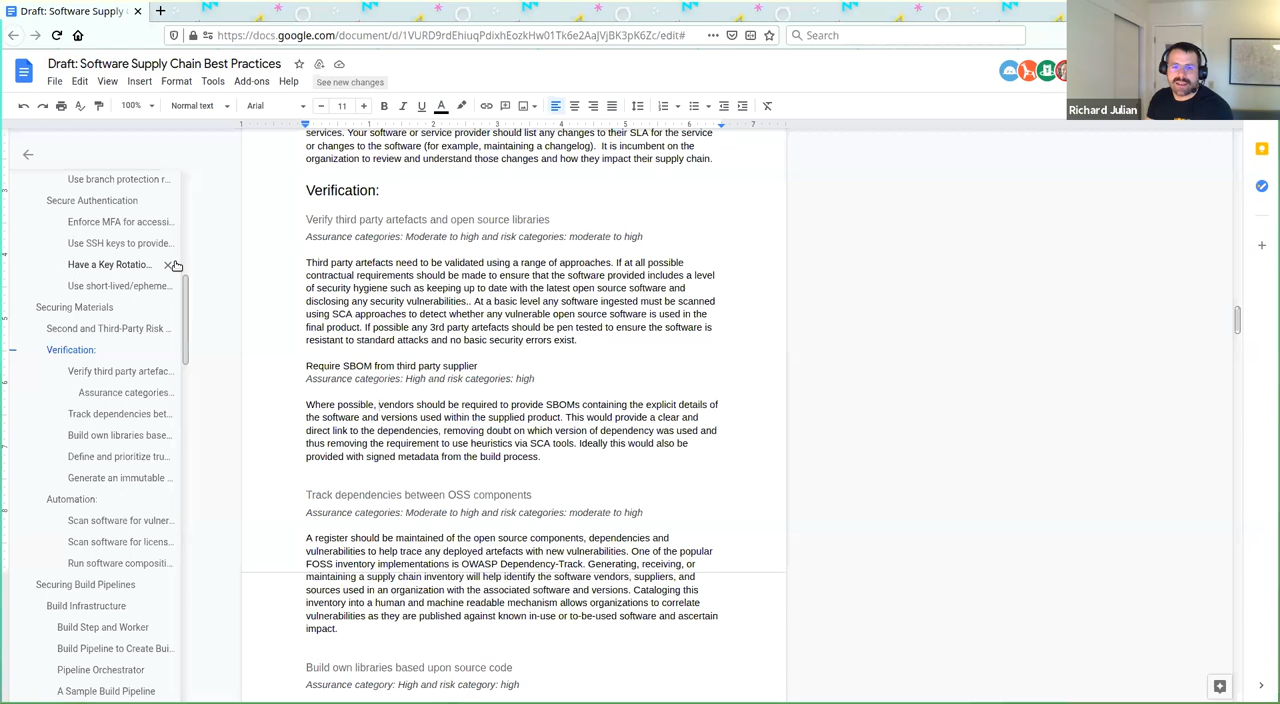 Draft: Software Supply C
https://docs.google.com/document/d/1VURD9rdEhiuqPdixhEozkHw01Tk6e2AaJVjBK3pK6Zc/edit#
Search
Draft: Software Supply Chain Best Practices
File Edit View Insert Format Tools Add-ons Help
See new changes
Richard Julian
100% Normal text Arial 11
1 1 2 3 4 5 6 7
Use branch protection r...
Secure Authentication
Enforce MFA for accessi...
Use SSH keys to provide...
Have a Key Rotatio...
Use short-lived/epheme...
Securing Materials
Second and Third-Party Risk ...
Verification:
Verify third party artefac...
Assurance categories...
Track dependencies bet...
Build own libraries base...
Define and prioritize tru...
Generate an immutable ...
Automation:
Scan software for vulner...
Scan software for licens...
Run software compositi...
Securing Build Pipelines
Build Infrastructure
Build Step and Worker
Build Pipeline to Create Bui...
Pipeline Orchestrator
A Sample Build Pipeline
3
4
5
6
7
8
services. Your software or service provider should list any changes to their SLA for the service
or changes to the software (for example, maintaining a changelog). It is incumbent on the
organization to review and understand those changes and how they impact their supply chain.
Verification:
Verify third party artefacts and open source libraries
Assurance categories: Moderate to high and risk categories: moderate to high
Third party artefacts need to be validated using a range of approaches. If at all possible
contractual requirements should be made to ensure that the software provided includes a level
of security hygiene such as keeping up to date with the latest open source software and
disclosing any security vulnerabilities.. At a basic level any software ingested must be scanned
using SCA approaches to detect whether any vulnerable open source software is used in the
final product. If possible any 3rd party artefacts should be pen tested to ensure the software is
resistant to standard attacks and no basic security errors exist.
Require SBOM from third party supplier
Assurance categories: High and risk categories: high
Where possible, vendors should be required to provide SBOMs containing the explicit details of
the software and versions used within the supplied product. This would provide a clear and
direct link to the dependencies, removing doubt on which version of dependency was used and
thus removing the requirement to use heuristics via SCA tools. Ideally this would also be
provided with signed metadata from the build process.
Track dependencies between OSS components
Assurance categories: Moderate to high and risk categories: moderate to high
A register should be maintained of the open source components, dependencies and
vulnerabilities to help trace any deployed artefacts with new vulnerabilities. One of the popular
FOSS inventory implementations is OWASP Dependency-Track. Generating, receiving, or
maintaining a supply chain inventory will help identify the software vendors, suppliers, and
sources used in an organization with the associated software and versions. Cataloging this
inventory into a human and machine readable mechanism allows organizations to correlate
vulnerabilities as they are published against known in-use or to-be-used software and ascertain
impact.
Build own libraries based upon source code
Assurance category: High and risk category: high